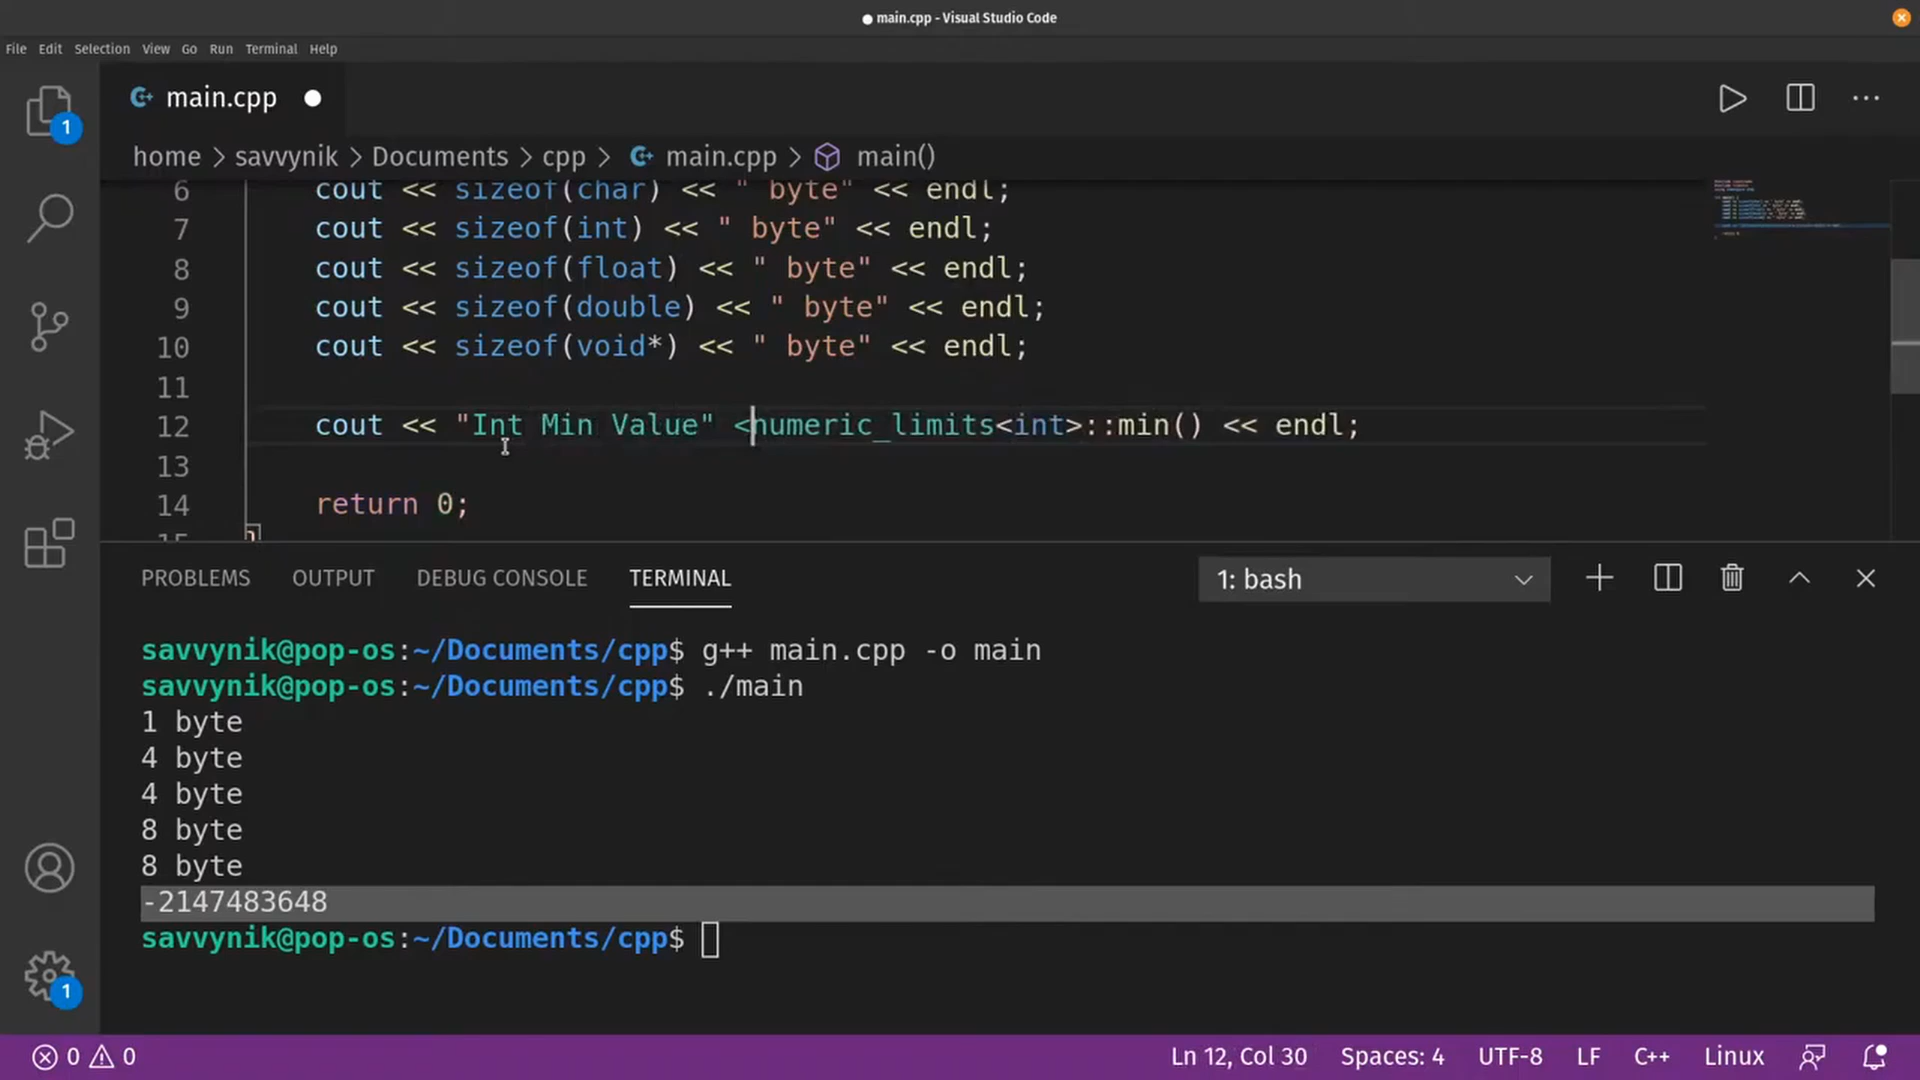 ● main.cpp - Visual Studio Code
File Edit Selection View Go Run Terminal Help
1
main.cpp ●
home > savvynik > Documents > cpp > main.cpp > main()
6 cout << sizeof(char) << " byte" << endl;
7 cout << sizeof(int) << " byte" << endl;
8 cout << sizeof(float) << " byte" << endl;
9 cout << sizeof(double) << " byte" << endl;
10 cout << sizeof(void*) << " byte" << endl;
11
12 cout << "Int Min Value" <numeric_limits<int>::min() << endl;
13
14 return 0;
15 }
PROBLEMS OUTPUT DEBUG CONSOLE TERMINAL 1: bash
savvynik@pop-os:~/Documents/cpp$ g++ main.cpp -o main
savvynik@pop-os:~/Documents/cpp$ ./main
1 byte
4 byte
4 byte
8 byte
8 byte
-2147483648
savvynik@pop-os:~/Documents/cpp$
1
0 0 Ln 12, Col 30 Spaces: 4 UTF-8 LF C++ Linux